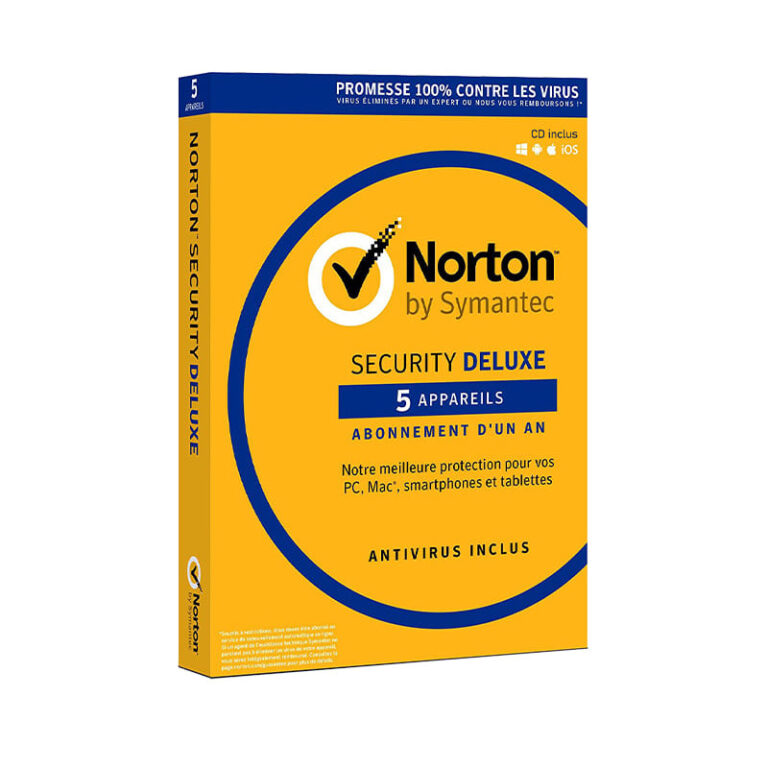 5
APPAREILS
NORTON™ SECURITY DELUXE
Norton
by Symantec
PROMESSE 100% CONTRE LES VIRUS
VIRUS ÉLIMINÉS PAR UN EXPERT OU NOUS VOUS REMBOURSONS !*
CD inclus
iOS
Norton™
by Symantec
SECURITY DELUXE
5 APPAREILS
ABONNEMENT D'UN AN
Notre meilleure protection pour vos
PC, Mac*, smartphones et tablettes
ANTIVIRUS INCLUS